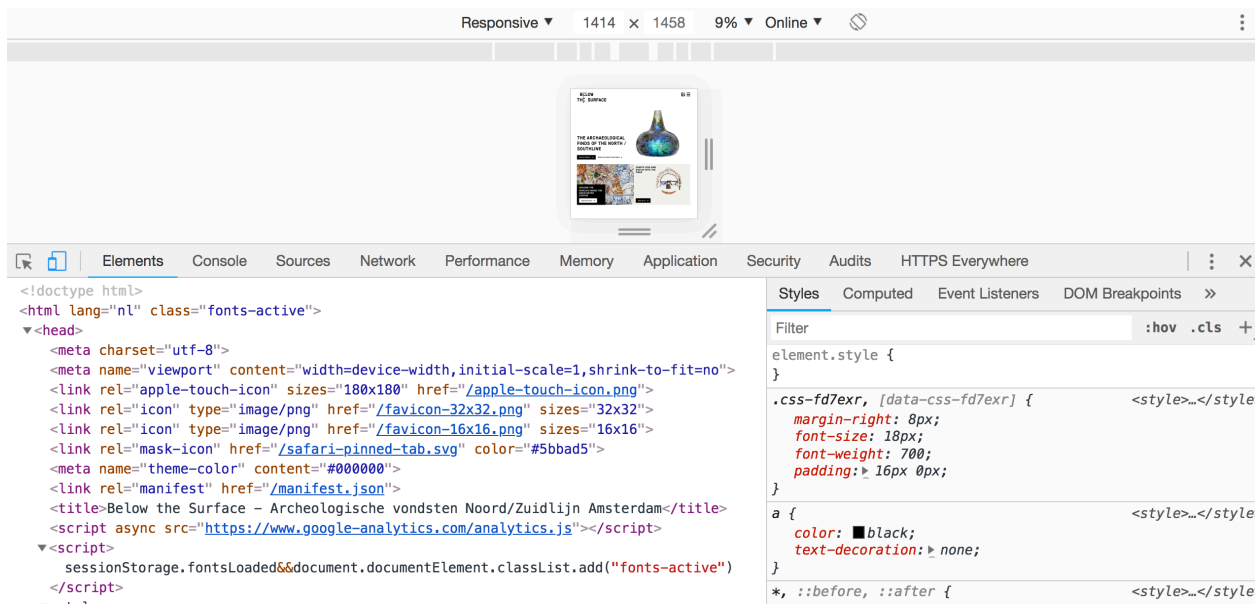 Responsive ▼ 1414 × 1458 9% ▼ Online ▼
BELOW
THE SURFACE
THE ARCHAEOLOGICAL
FINDS OF THE NORTH /
SOUTHLINE
Elements Console Sources Network Performance Memory Application Security Audits HTTPS Everywhere
<!doctype html>
<html lang="nl" class="fonts-active">
▼<head>
<meta charset="utf-8">
<meta name="viewport" content="width=device-width,initial-scale=1,shrink-to-fit=no">
<link rel="apple-touch-icon" sizes="180x180" href="/apple-touch-icon.png">
<link rel="icon" type="image/png" href="/favicon-32x32.png" sizes="32x32">
<link rel="icon" type="image/png" href="/favicon-16x16.png" sizes="16x16">
<link rel="mask-icon" href="/safari-pinned-tab.svg" color="#5bbad5">
<meta name="theme-color" content="#000000">
<link rel="manifest" href="/manifest.json">
<title>Below the Surface – Archeologische vondsten Noord/Zuidlijn Amsterdam</title>
<script async src="https://www.google-analytics.com/analytics.js"></script>
▼<script>
sessionStorage.fontsLoaded&&document.documentElement.classList.add("fonts-active")
</script>
Styles Computed Event Listeners DOM Breakpoints »
Filter :hov .cls +
element.style {
}
.css-fd7exr, [data-css-fd7exr] { <style>…</style
margin-right: 8px;
font-size: 18px;
font-weight: 700;
padding:▶ 16px 0px;
}
a { <style>…</style
color: black;
text-decoration:▶ none;
}
*, ::before, ::after { <style>…</style